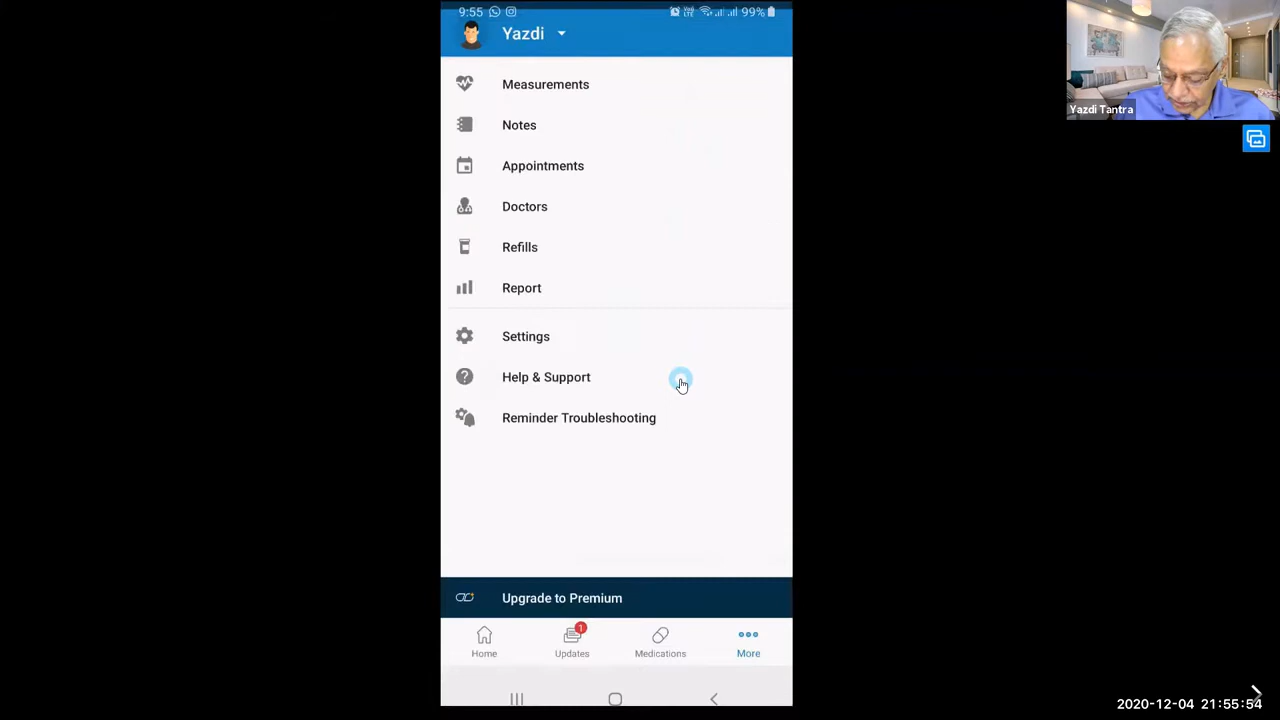 9:55
99%
Yazdi
Measurements
Notes
Appointments
Doctors
Refills
Report
Settings
Help & Support
Reminder Troubleshooting
Upgrade to Premium
1
Home
Updates
Medications
More
Yazdi Tantra
2020-12-04 21:55:54